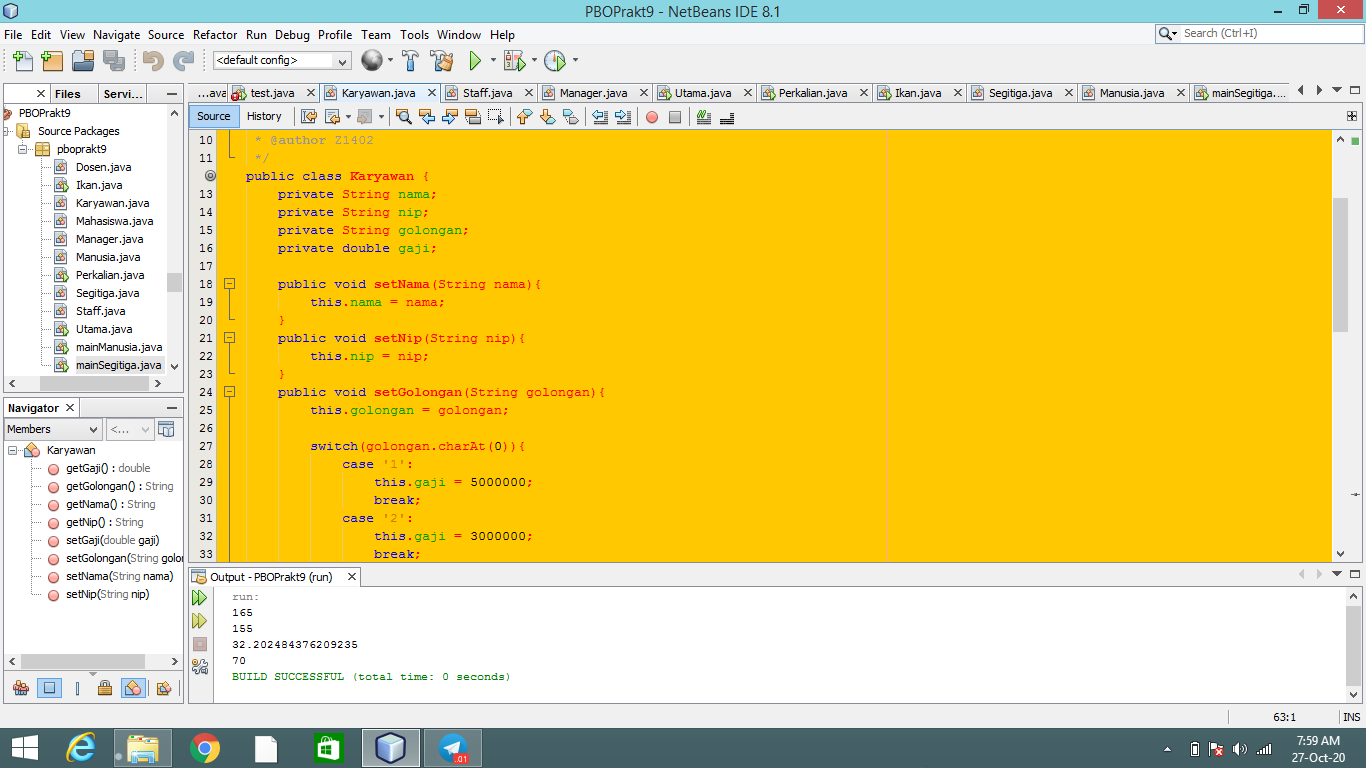 PBOPrakt9 - NetBeans IDE 8.1
File Edit View Navigate Source Refactor Run Debug Profile Team Tools Window Help
Search (Ctrl+I)
<default config>
Files
Servi...
PBOPrakt9
Source Packages
pboprakt9
Dosen.java
Ikan.java
Karyawan.java
Mahasiswa.java
Manager.java
Manusia.java
Perkalian.java
Segitiga.java
Staff.java
Utama.java
mainManusia.java
mainSegitiga.java
Navigator
Members
<...
Karyawan
getGaji() : double
getGolongan() : String
getNama() : String
getNip() : String
setGaji(double gaji)
setGolongan(String golon
setNama(String nama)
setNip(String nip)
...ava test.java Karyawan.java Staff.java Manager.java Utama.java Perkalian.java Ikan.java Segitiga.java Manusia.java mainSegitiga....
Source History
10 * @author Z1402
11 */
public class Karyawan {
13 private String nama;
14 private String nip;
15 private String golongan;
16 private double gaji;
17
18 public void setNama(String nama){
19 this.nama = nama;
20 }
21 public void setNip(String nip){
22 this.nip = nip;
23 }
24 public void setGolongan(String golongan){
25 this.golongan = golongan;
26
27 switch(golongan.charAt(0)){
28 case '1':
29 this.gaji = 5000000;
30 break;
31 case '2':
32 this.gaji = 3000000;
33 break;
Output - PBOPrakt9 (run)
run:
165
155
32.202484376209235
70
BUILD SUCCESSFUL (total time: 0 seconds)
63:1 INS
.01
7:59 AM
27-Oct-20